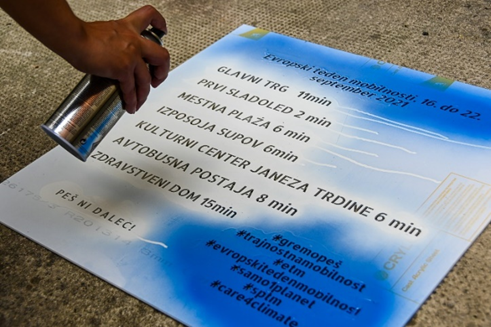 Evropski teden mobilnosti, 16. do 22.
september 2021
GLAVNI TRG 11min
PRVI SLADOLED 2 min
MESTNA PLAŽA 6 min
IZPOSOJA SUPOV 6min
KULTURNI CENTER JANEZA TRDINE 6 min
AVTOBUSNA POSTAJA 8 min
ZDRAVSTVENI DOM 15min
PEŠ NI DALEČ!
#gremopeš
#trajnostnamobilnost
#etm
#evropskitedenmobilnosti
#samo1planet
#sptm
#care4climate